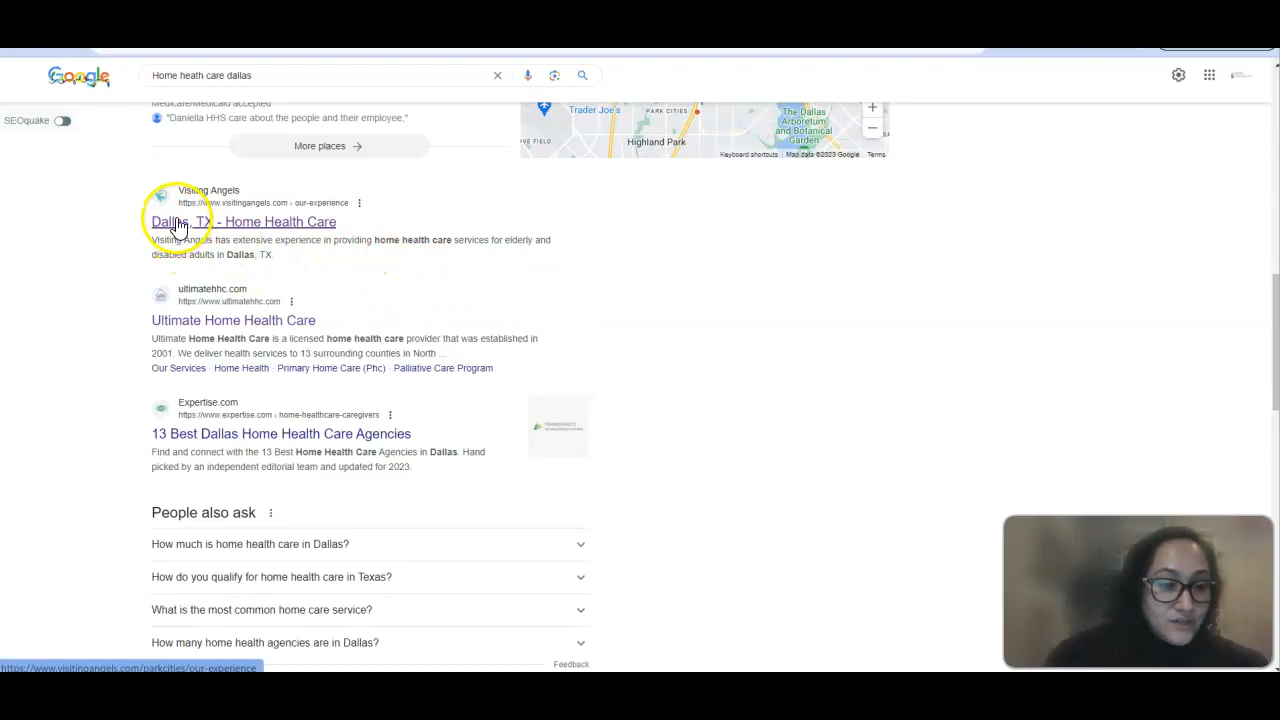 Google
Home heath care dallas
SEOquake
Medicare/Medicaid accepted
"Daniella HHS care about the people and their employee,"
More places
Trader Joe's
PARK CITIES
The Dallas
Arboretum and
Botanical
Garden
OVE FIELD
Highland Park
+
−
Keyboard shortcuts
Map data ©2023 Google
Terms
Visiting Angels
https://www.visitingangels.com › our-experience
Dallas, TX - Home Health Care
Visiting Angels has extensive experience in providing home health care services for elderly and
disabled adults in Dallas, TX.
ultimatehhc.com
https://www.ultimatehhc.com
Ultimate Home Health Care
Ultimate Home Health Care is a licensed home health care provider that was established in
2001. We deliver health services to 13 surrounding counties in North ...
Our Services · Home Health · Primary Home Care (Phc) · Palliative Care Program
Expertise.com
https://www.expertise.com › home-healthcare-caregivers
13 Best Dallas Home Health Care Agencies
Find and connect with the 13 Best Home Health Care Agencies in Dallas. Hand
picked by an independent editorial team and updated for 2023.
People also ask
How much is home health care in Dallas?
How do you qualify for home health care in Texas?
What is the most common home care service?
How many home health agencies are in Dallas?
Feedback
https://www.visitingangels.com/parkcities/our-experience